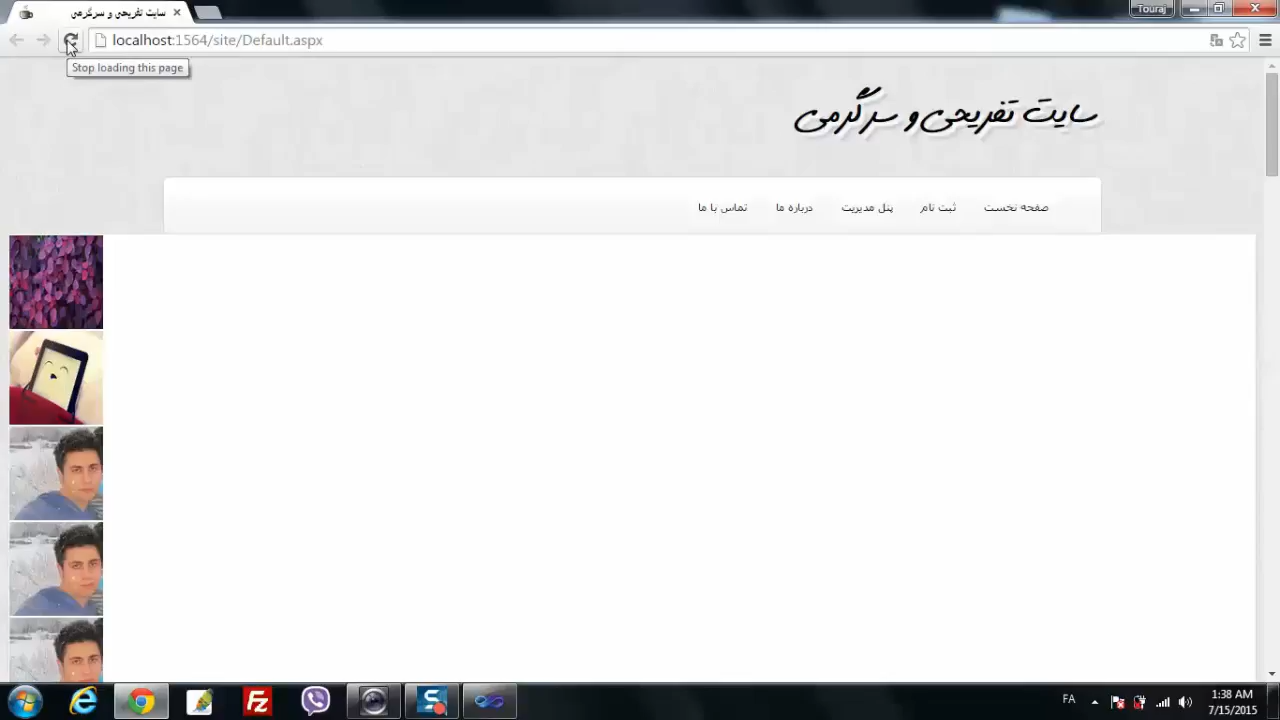 سایت تفریحی و سرگرمی
Touraj
localhost:1564/site/Default.aspx
Stop loading this page
سایت تفریحی و سرگرمی
صفحه نخست
ثبت نام
پنل مدیریت
درباره ما
تماس با ما
FA
1:38 AM
7/15/2015